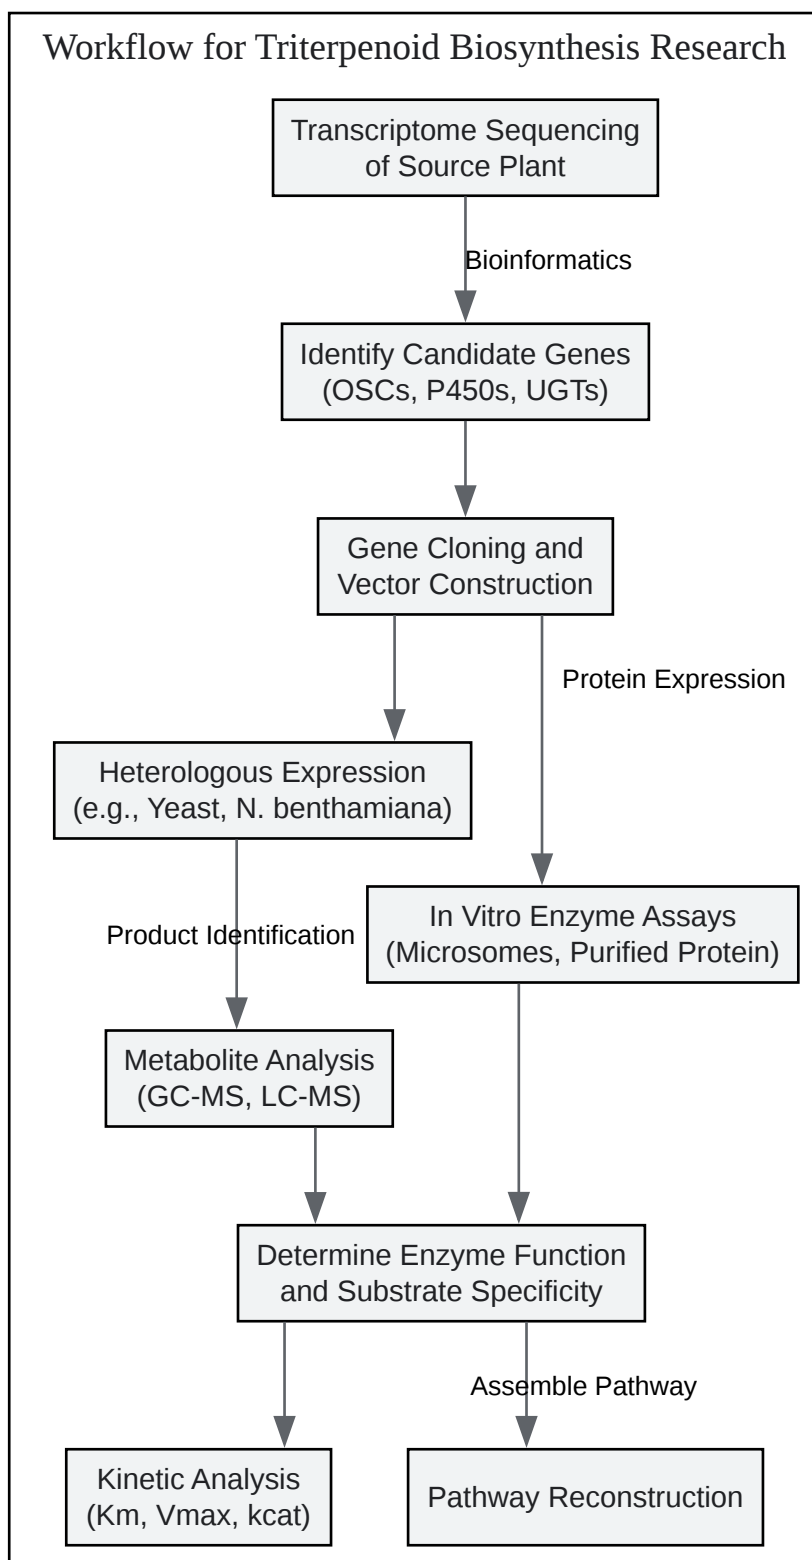 Workflow for Triterpenoid Biosynthesis Research
Transcriptome Sequencing
of Source Plant
Bioinformatics
Identify Candidate Genes
(OSCs, P450s, UGTs)
Gene Cloning and
Vector Construction
Protein Expression
Heterologous Expression
(e.g., Yeast, N. benthamiana)
In Vitro Enzyme Assays
(Microsomes, Purified Protein)
Product Identification
Metabolite Analysis
(GC-MS, LC-MS)
Determine Enzyme Function
and Substrate Specificity
Assemble Pathway
Kinetic Analysis
(Km, Vmax, kcat)
Pathway Reconstruction